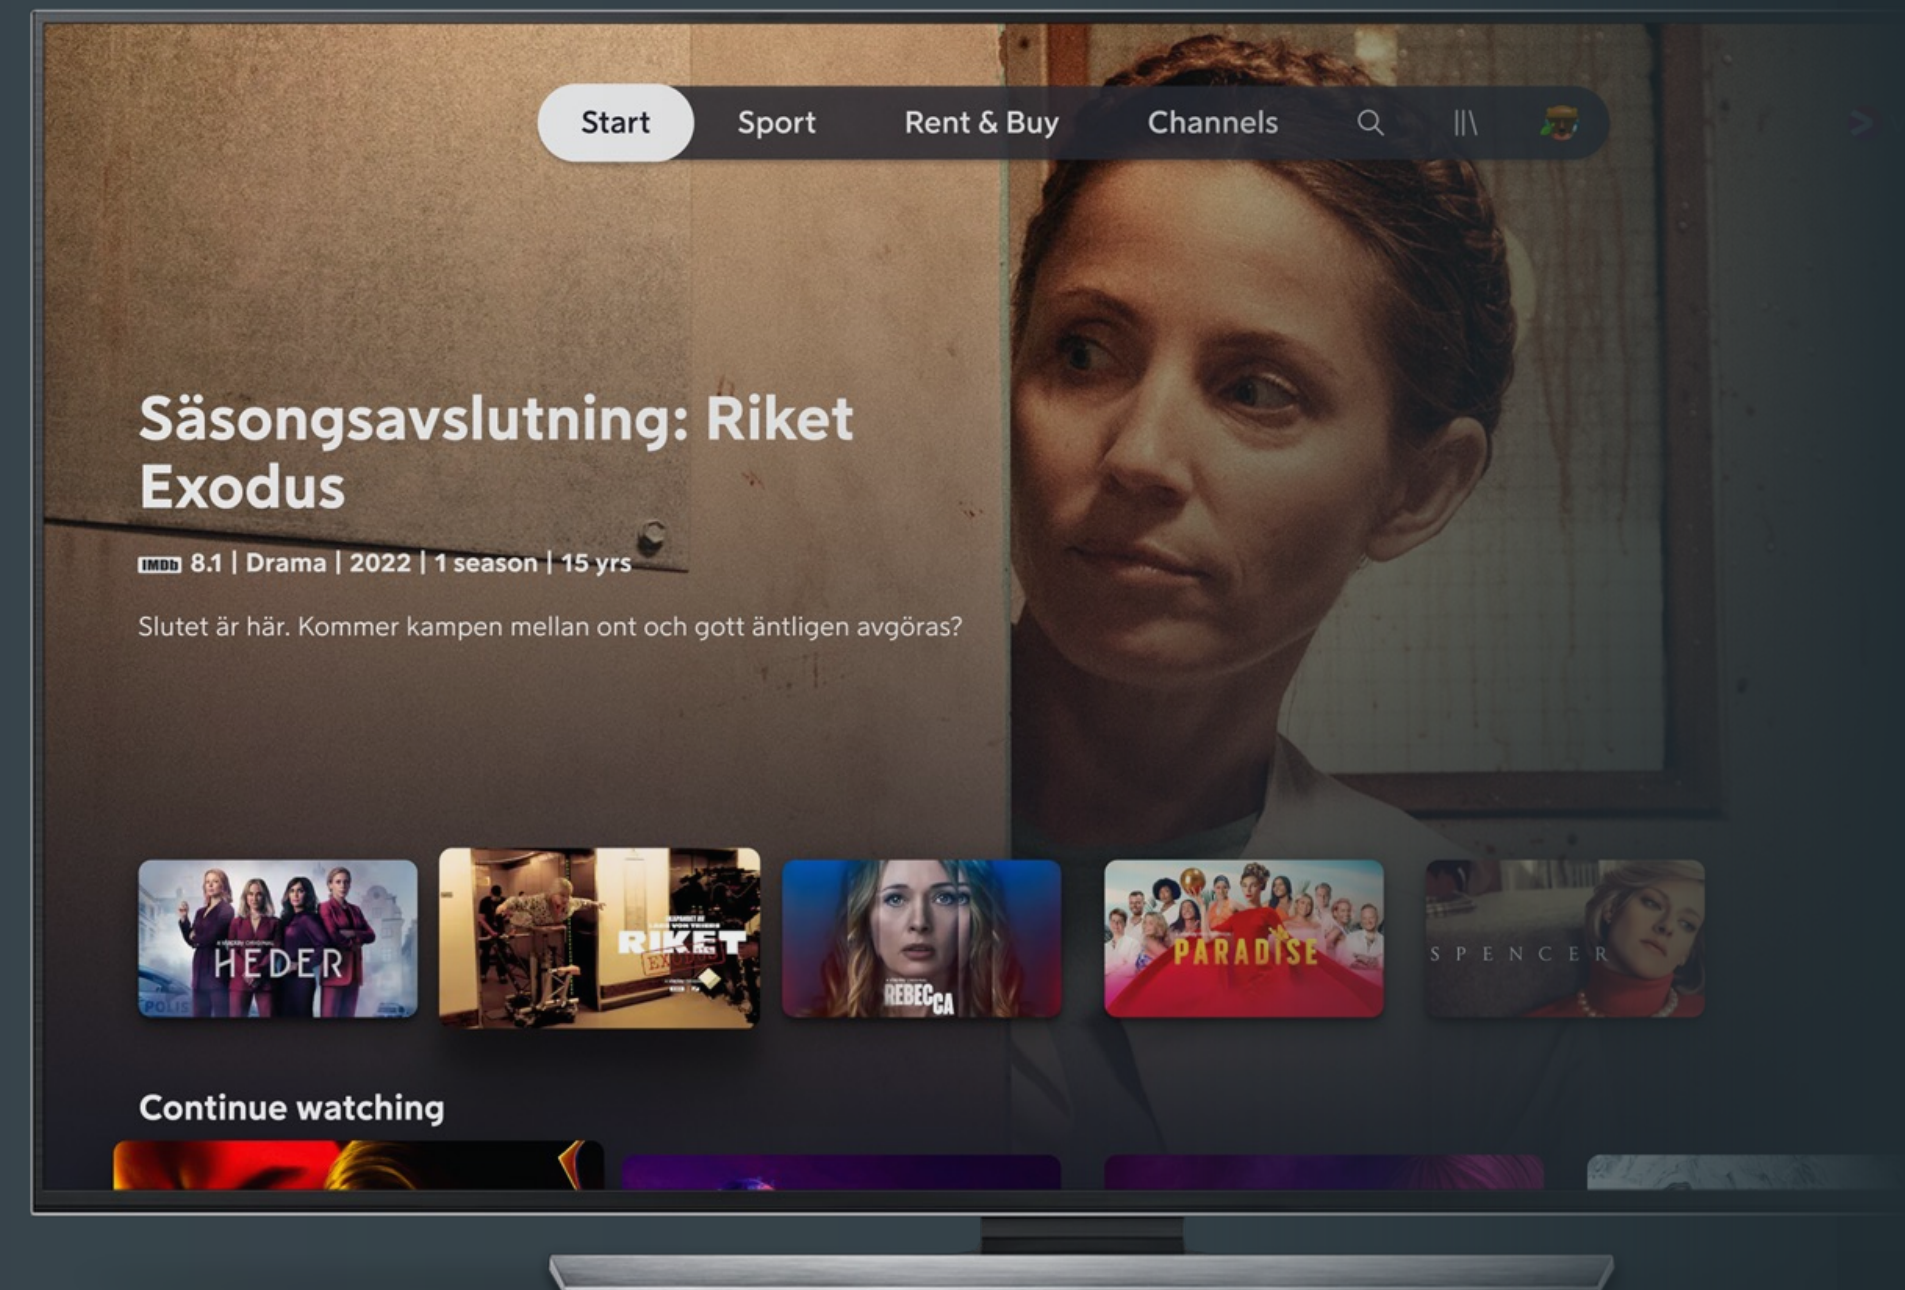 Start
Sport
Rent & Buy
Channels
Säsongsavslutning: Riket
Exodus
IMDb 8.1 | Drama | 2022 | 1 season | 15 yrs
Slutet är här. Kommer kampen mellan ont och gott äntligen avgöras?
HEDER
POLIS
RIKET
EXODUS
REBECCA
PARADISE
SPENCER
Continue watching